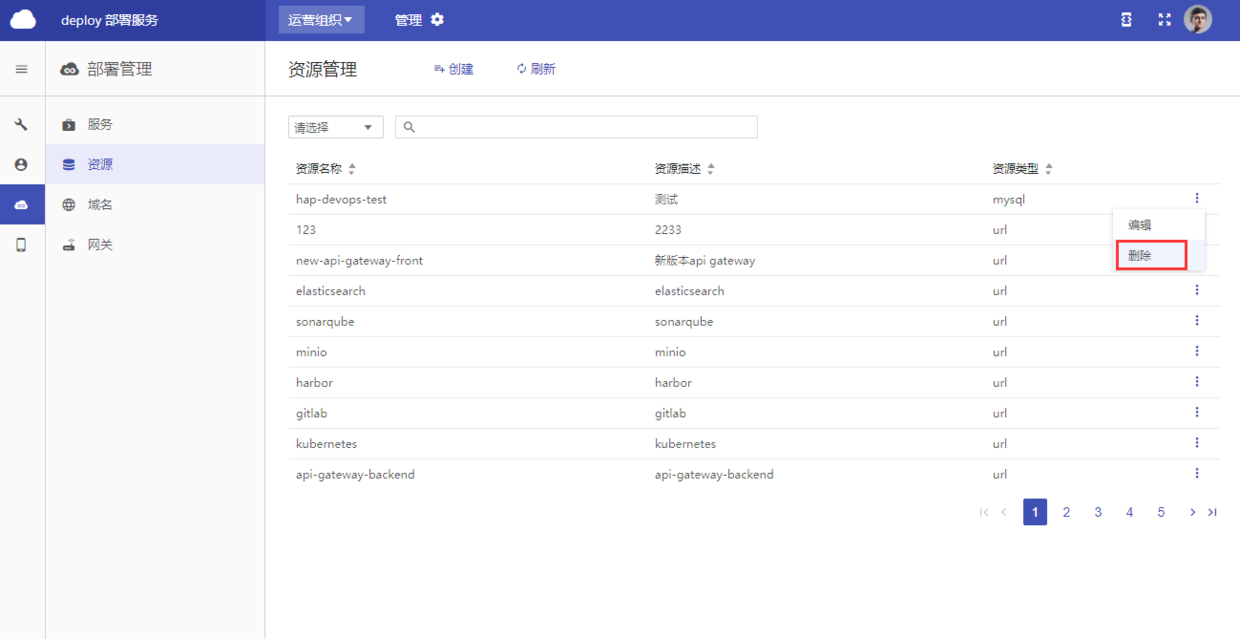 deploy 部署服务 运营组织 管理
部署管理 资源管理 创建 刷新
服务
资源
域名
网关
请选择
资源名称 资源描述 资源类型
hap-devops-test 测试 mysql
编辑
123 2233 url
删除
new-api-gateway-front 新版本api gateway url
elasticsearch elasticsearch url
sonarqube sonarqube url
minio minio url
harbor harbor url
gitlab gitlab url
kubernetes kubernetes url
api-gateway-backend api-gateway-backend url
1 2 3 4 5